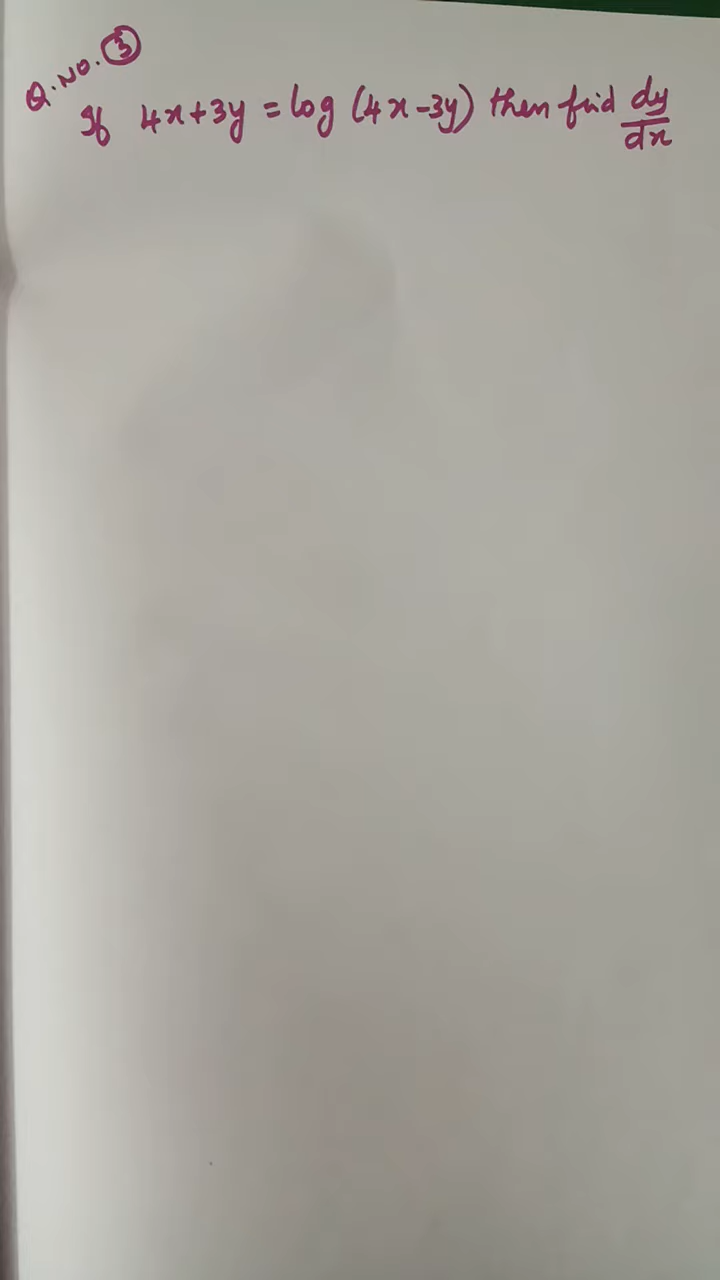 Q.NO. 3
If 4x+3y = log (4x-3y) then find dy/dx